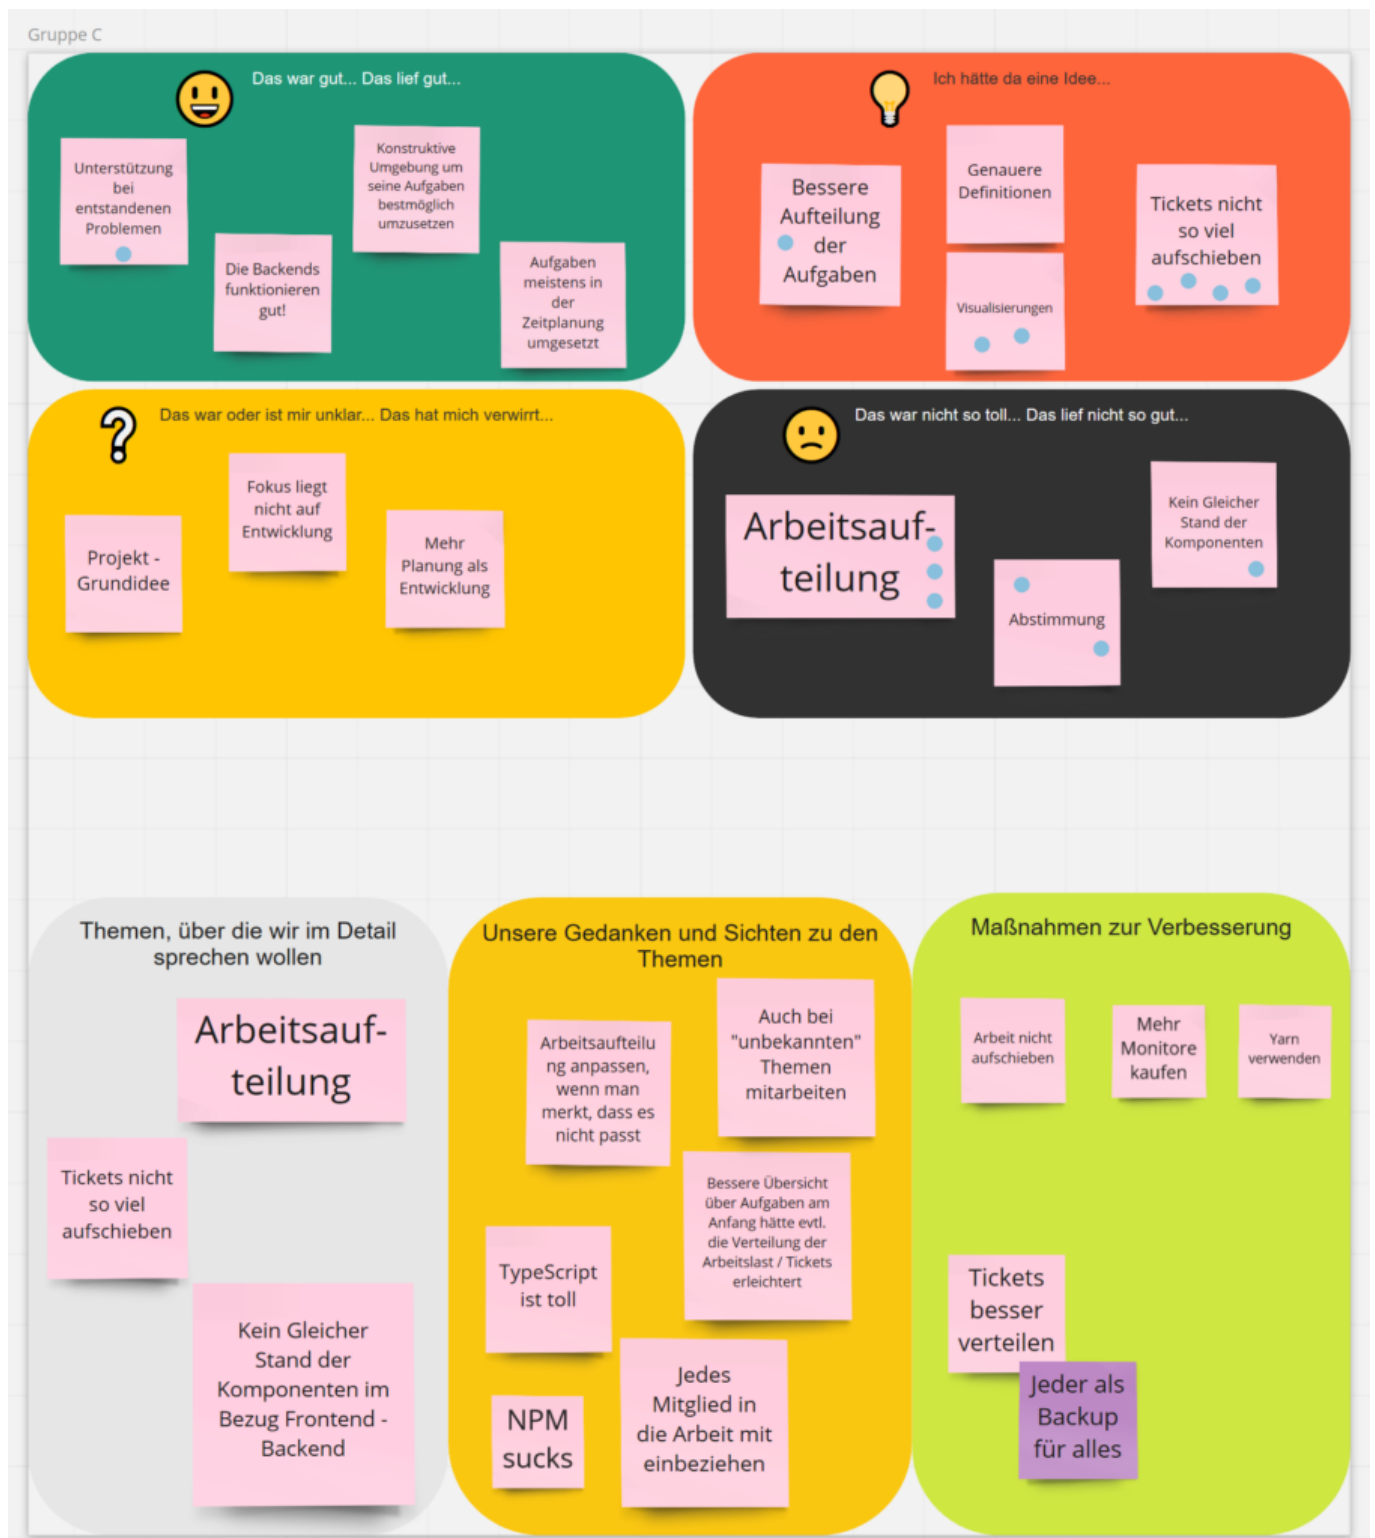 Gruppe C
Das war gut... Das lief gut...
Unterstützung
bei
entstandenen
Problemen
Die Backends
funktionieren
gut!
Konstruktive
Umgebung um
seine Aufgaben
bestmöglich
umzusetzen
Aufgaben
meistens in
der
Zeitplanung
umgesetzt
Ich hätte da eine Idee...
Bessere
Aufteilung
der
Aufgaben
Genauere
Definitionen
Visualisierungen
Tickets nicht
so viel
aufschieben
Das war oder ist mir unklar... Das hat mich verwirrt...
Projekt -
Grundidee
Fokus liegt
nicht auf
Entwicklung
Mehr
Planung als
Entwicklung
Das war nicht so toll... Das lief nicht so gut...
Arbeitsauf-
teilung
Abstimmung
Kein Gleicher
Stand der
Komponenten
Themen, über die wir im Detail
sprechen wollen
Arbeitsauf-
teilung
Tickets nicht
so viel
aufschieben
Kein Gleicher
Stand der
Komponenten im
Bezug Frontend -
Backend
Unsere Gedanken und Sichten zu den
Themen
Arbeitsaufteilu
ng anpassen,
wenn man
merkt, dass es
nicht passt
Auch bei
"unbekannten"
Themen
mitarbeiten
Bessere Übersicht
über Aufgaben am
Anfang hätte evtl.
die Verteilung der
Arbeitslast / Tickets
erleichtert
TypeScript
ist toll
NPM
sucks
Jedes
Mitglied in
die Arbeit mit
einbeziehen
Maßnahmen zur Verbesserung
Arbeit nicht
aufschieben
Mehr
Monitore
kaufen
Yarn
verwenden
Tickets
besser
verteilen
Jeder als
Backup
für alles